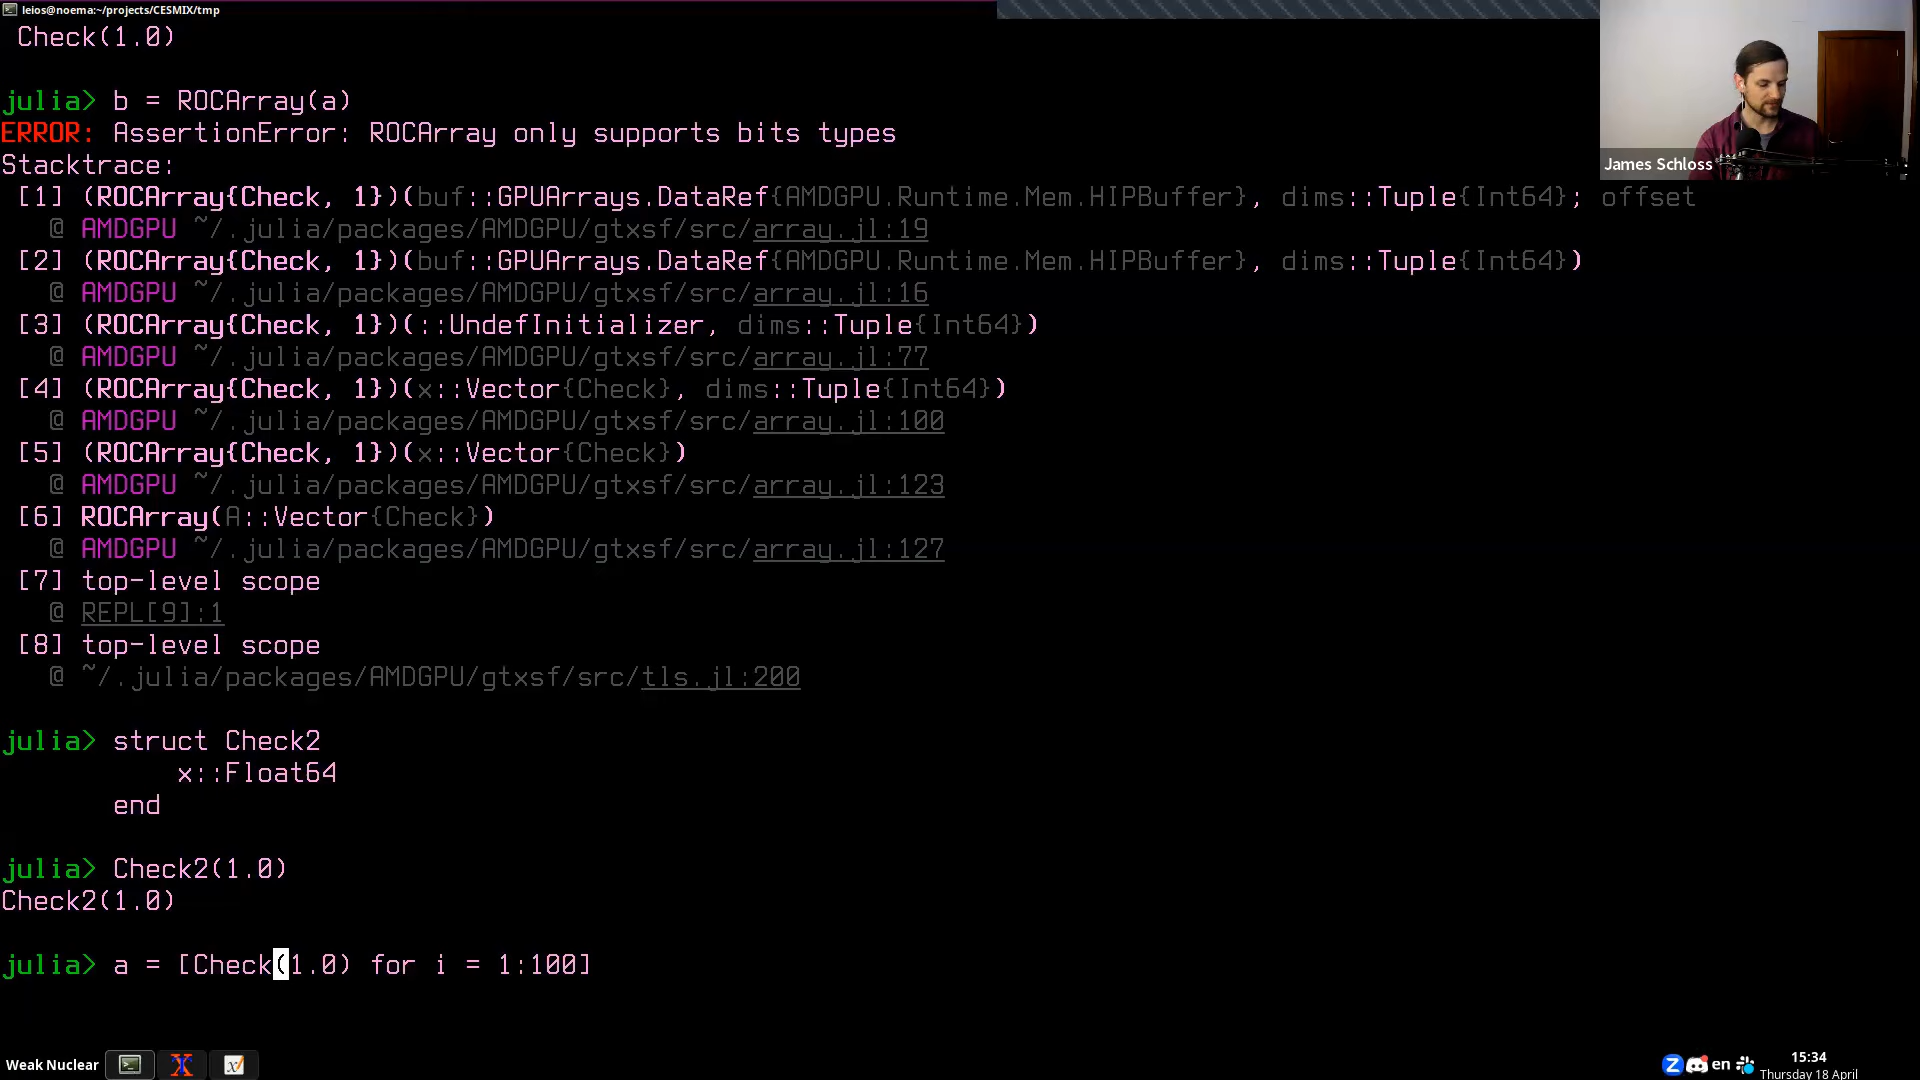 leios@noema:~/projects/CESMIX/tmp
Check(1.0)
julia> b = ROCArray(a)
ERROR: AssertionError: ROCArray only supports bits types
Stacktrace:
[1] (ROCArray{Check, 1})(buf::GPUArrays.DataRef{AMDGPU.Runtime.Mem.HIPBuffer}, dims::Tuple{Int64}; offset
@ AMDGPU ~/.julia/packages/AMDGPU/gtxsf/src/array.jl:19
[2] (ROCArray{Check, 1})(buf::GPUArrays.DataRef{AMDGPU.Runtime.Mem.HIPBuffer}, dims::Tuple{Int64})
@ AMDGPU ~/.julia/packages/AMDGPU/gtxsf/src/array.jl:16
[3] (ROCArray{Check, 1})(::UndefInitializer, dims::Tuple{Int64})
@ AMDGPU ~/.julia/packages/AMDGPU/gtxsf/src/array.jl:77
[4] (ROCArray{Check, 1})(x::Vector{Check}, dims::Tuple{Int64})
@ AMDGPU ~/.julia/packages/AMDGPU/gtxsf/src/array.jl:100
[5] (ROCArray{Check, 1})(x::Vector{Check})
@ AMDGPU ~/.julia/packages/AMDGPU/gtxsf/src/array.jl:123
[6] ROCArray(A::Vector{Check})
@ AMDGPU ~/.julia/packages/AMDGPU/gtxsf/src/array.jl:127
[7] top-level scope
@ REPL[9]:1
[8] top-level scope
@ ~/.julia/packages/AMDGPU/gtxsf/src/tls.jl:200
julia> struct Check2
x::Float64
end
julia> Check2(1.0)
Check2(1.0)
julia> a = [Check(1.0) for i = 1:100]
James Schloss
Weak Nuclear
en
15:34
Thursday 18 April